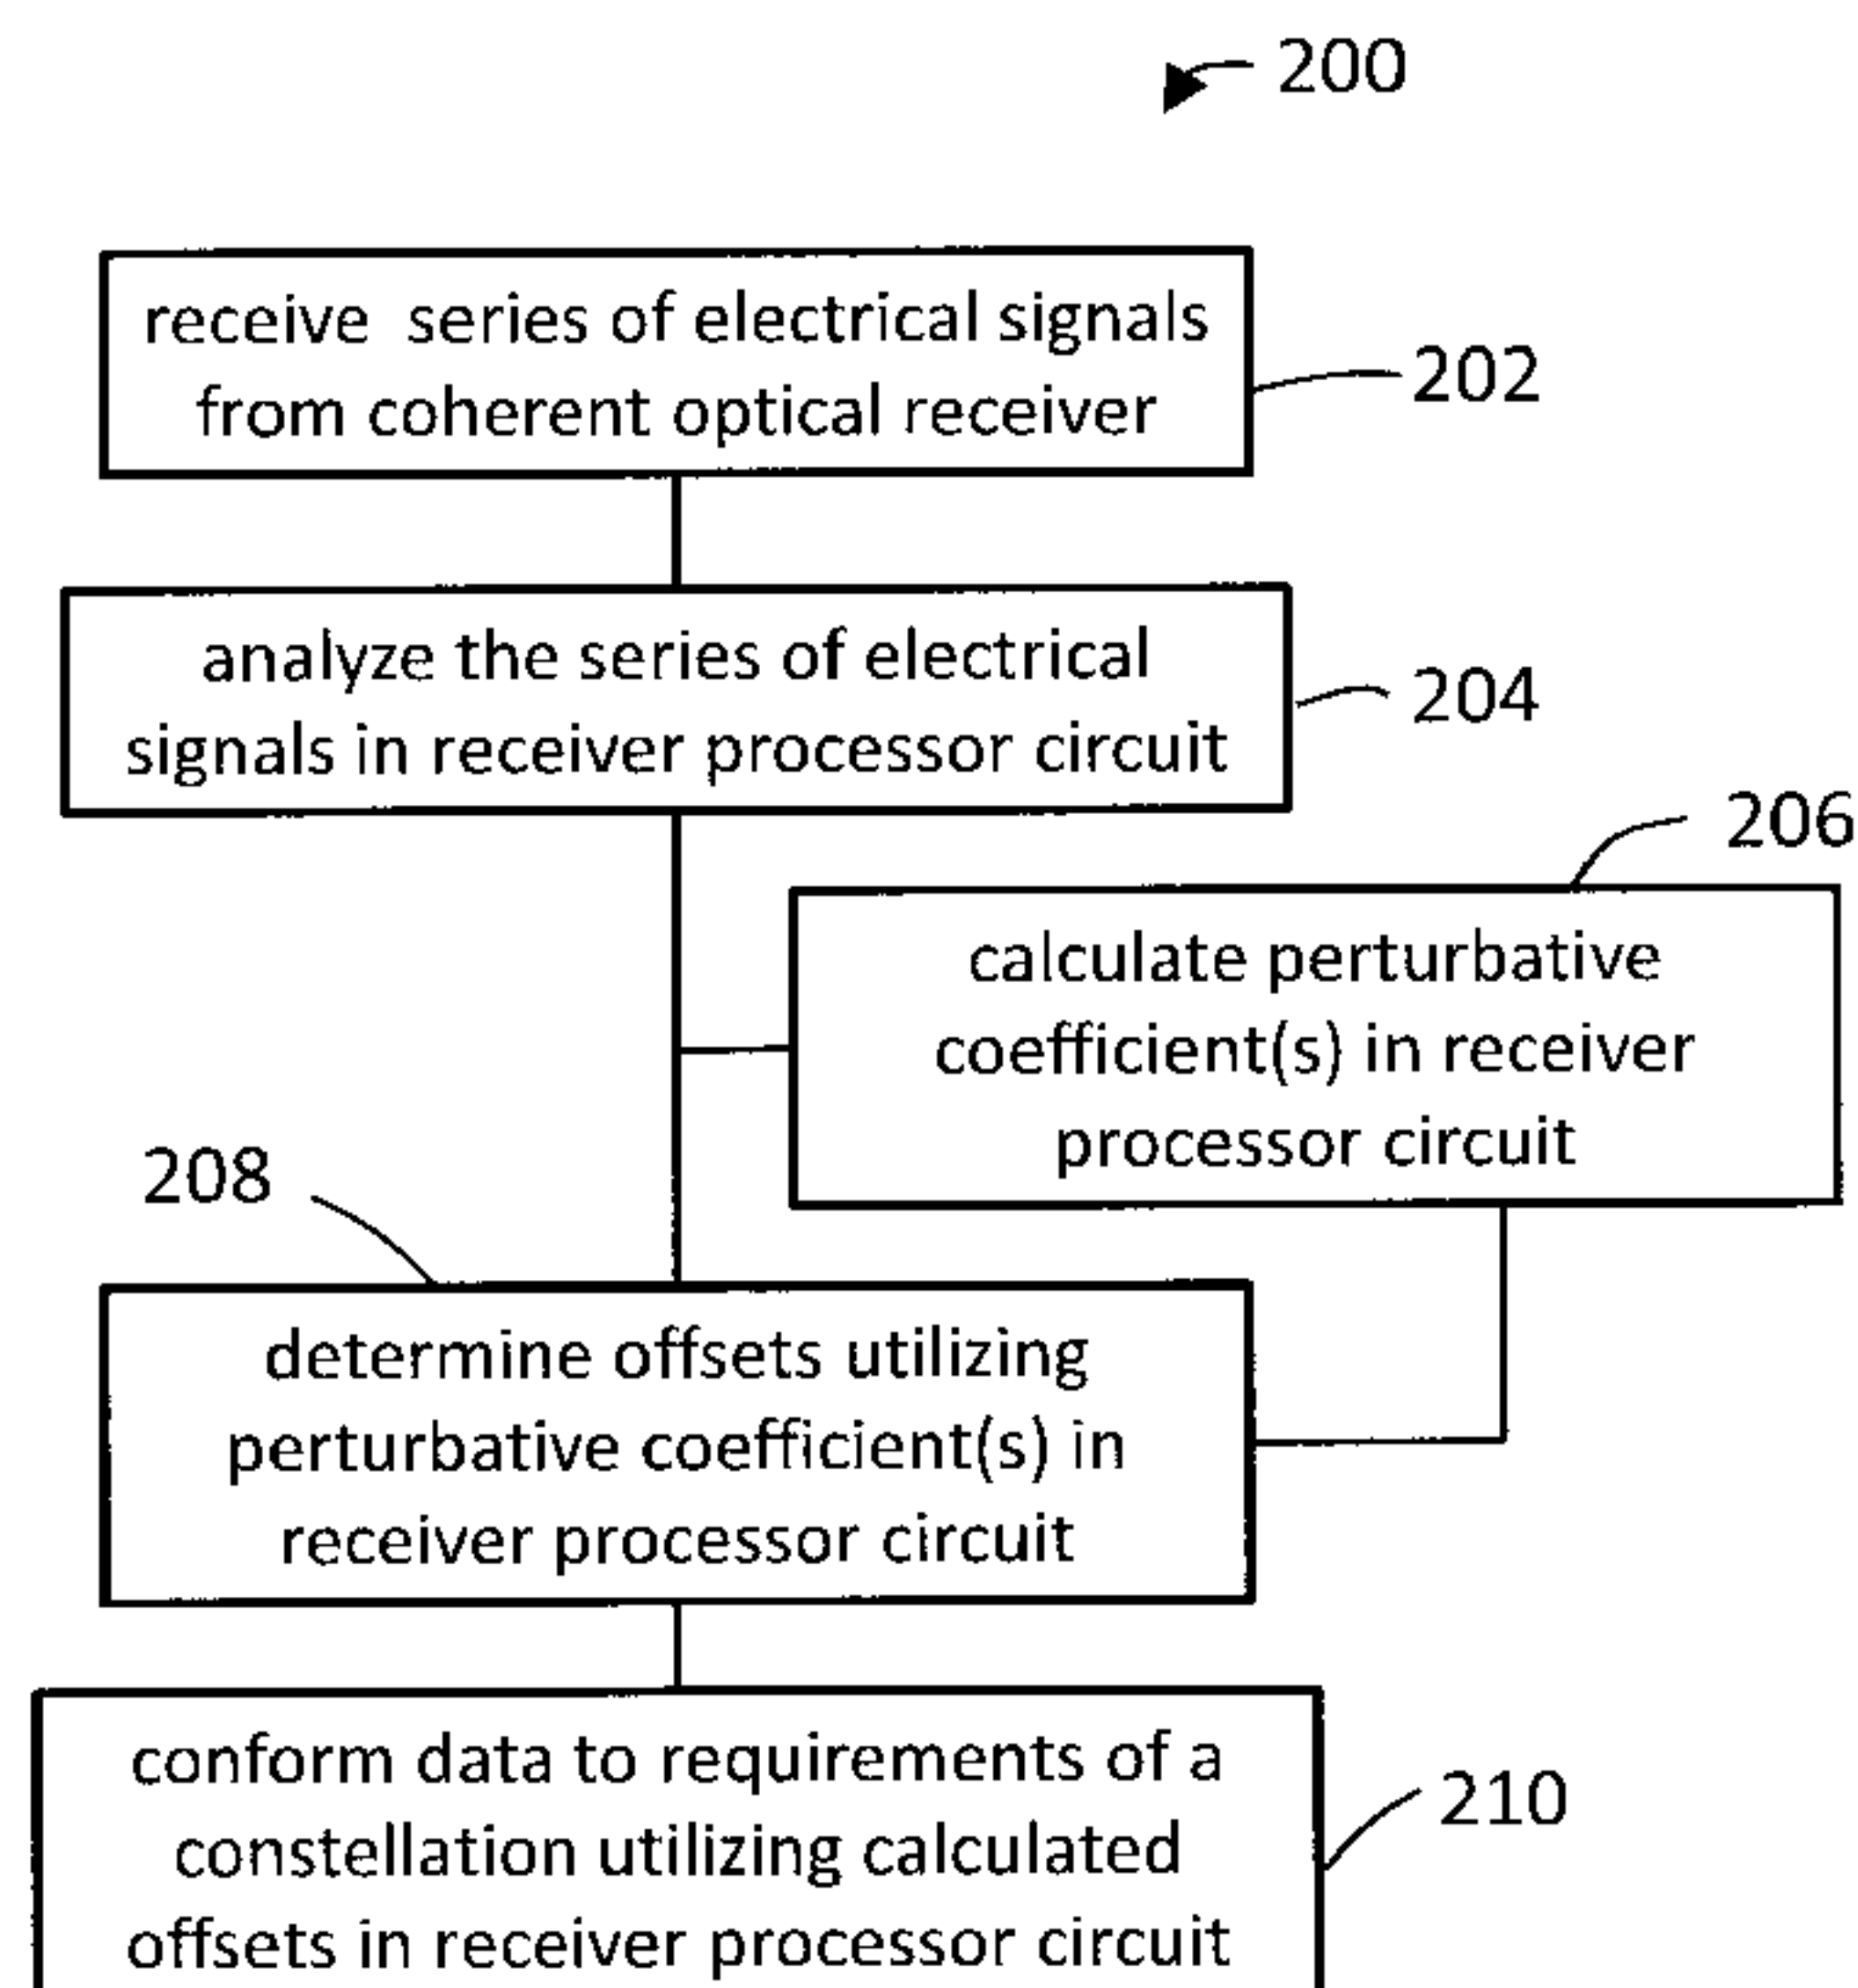 200
receive series of electrical signals
from coherent optical receiver
202
analyze the series of electrical
signals in receiver processor circuit
204
206
calculate perturbative
coefficient(s) in receiver
processor circuit
208
determine offsets utilizing
perturbative coefficient(s) in
receiver processor circuit
conform data to requirements of a
constellation utilizing calculated
offsets in receiver processor circuit
210